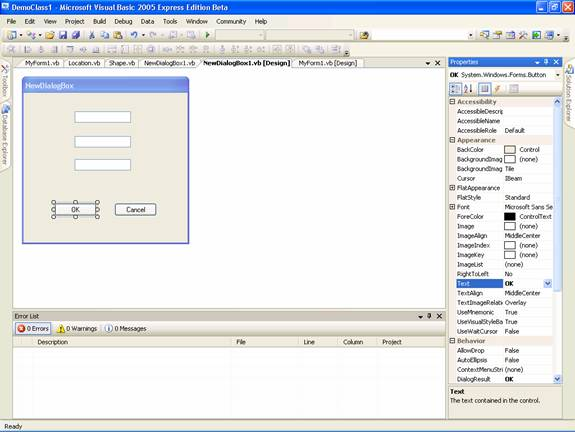 DemoClass1 - Microsoft Visual Basic 2005 Express Edition Beta
File Edit View Project Build Debug Data Tools Window Community Help
MyForm1.vb Location.vb Shape.vb NewDialogBox1.vb NewDialogBox1.vb [Design] MyForm1.vb [Design]
Toolbox
Database Explorer
NewDialogBox
OK Cancel
Properties
OK System.Windows.Forms.Button
Accessibility
AccessibleDescrip
AccessibleName
AccessibleRole Default
Appearance
BackColor Control
BackgroundImag (none)
BackgroundImag Tile
Cursor IBeam
FlatAppearance
FlatStyle Standard
Font Microsoft Sans Se
ForeColor ControlText
Image (none)
ImageAlign MiddleCenter
ImageIndex (none)
ImageKey (none)
ImageList (none)
RightToLeft No
Text OK
TextAlign MiddleCenter
TextImageRelati Overlay
UseMnemonic True
UseVisualStyleBa True
UseWaitCursor False
Behavior
AllowDrop False
AutoEllipsis False
ContextMenuStri (none)
DialogResult OK
Text
The text contained in the control.
Solution Explorer
Error List
0 Errors 0 Warnings 0 Messages
Description File Line Column Project
Ready